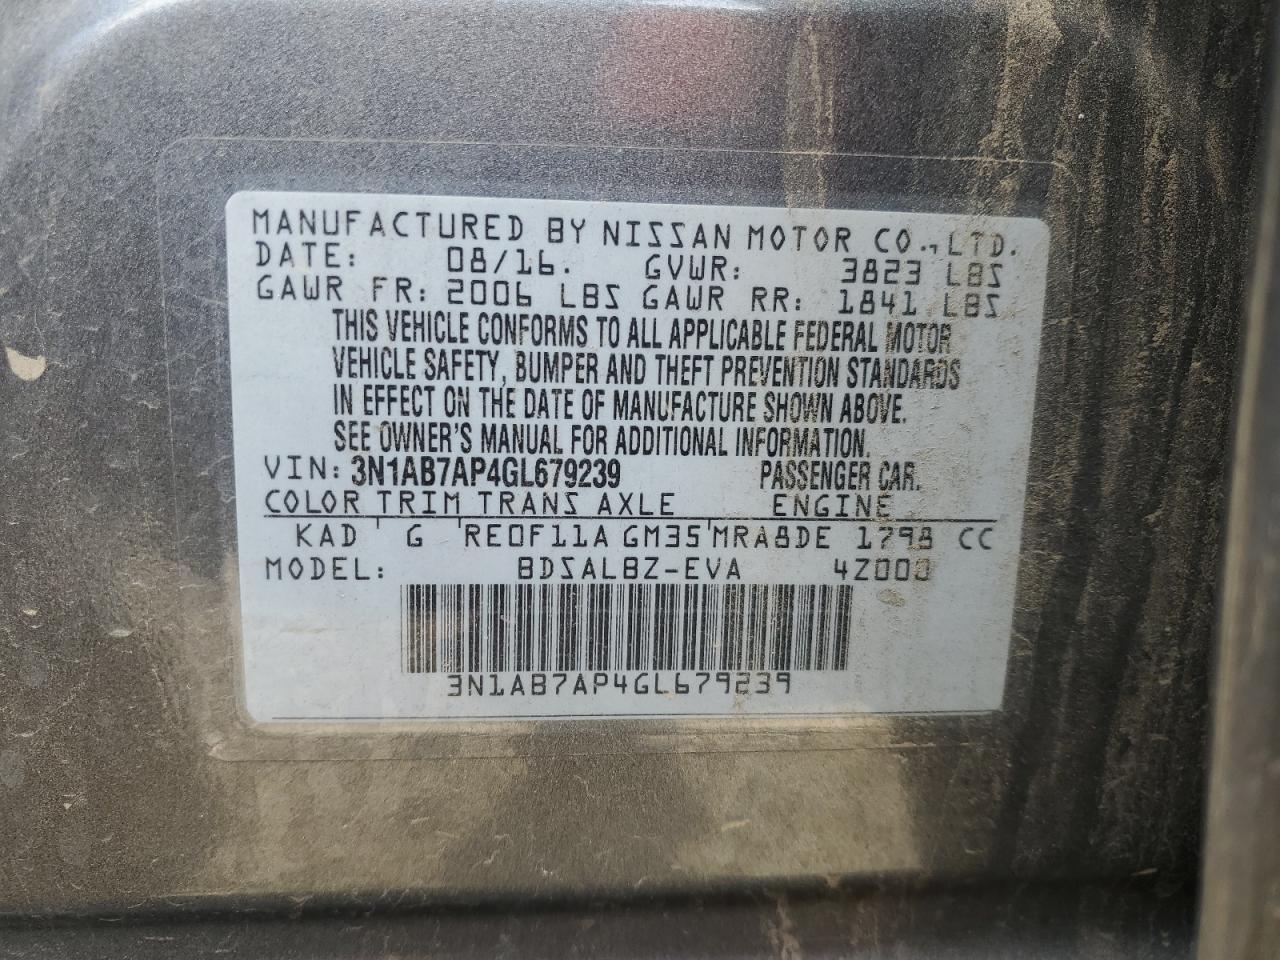 MANUFACTURED BY NISSAN MOTOR CO., LTD.
DATE: 08/16. GVWR: 3823 LBS
GAWR FR: 2006 LBS GAWR RR: 1841 LBS
THIS VEHICLE CONFORMS TO ALL APPLICABLE FEDERAL MOTOR
VEHICLE SAFETY, BUMPER AND THEFT PREVENTION STANDARDS
IN EFFECT ON THE DATE OF MANUFACTURE SHOWN ABOVE.
SEE OWNER'S MANUAL FOR ADDITIONAL INFORMATION.
VIN: 3N1AB7AP4GL679239 PASSENGER CAR.
COLOR TRIM TRANS AXLE ENGINE
KAD G RE0F11A GM35 MRA8DE 1798 CC
MODEL: BDSALBZ-EVA 4Z000
3N1AB7AP4GL679239